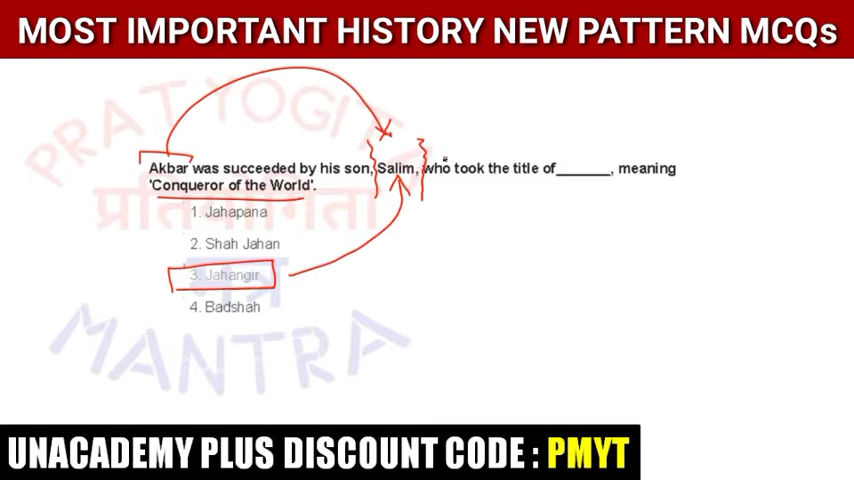 MOST IMPORTANT HISTORY NEW PATTERN MCQs
PRATIYOGITA
Akbar was succeeded by his son, Salim, who took the title of______, meaning
'Conqueror of the World'.
प्रतियोगिता
1. Jahapana
2. Shah Jahan
3. Jahangir
मंत्र
4. Badshah
MANTRA
UNACADEMY PLUS DISCOUNT CODE : PMYT